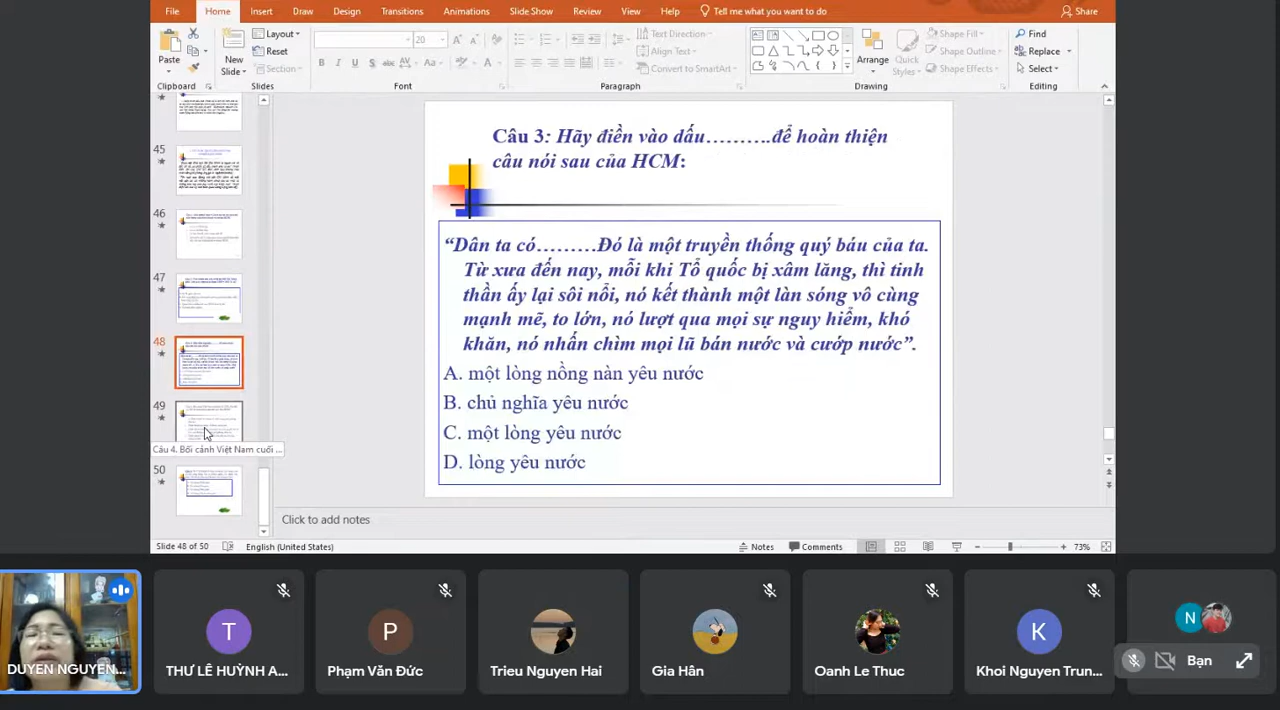 File Home Insert Draw Design Transitions Animations Slide Show Review View Help Tell me what you want to do Share
Paste
New
Slide
Layout
Reset
Section
20
Text Direction
Align Text
Convert to SmartArt
Arrange
Quick
Styles
Shape Fill
Shape Outline
Shape Effects
Find
Replace
Select
Clipboard Slides Font Paragraph Drawing Editing
45
46
47
48
49
Câu 4. Bối cảnh Việt Nam cuối ...
50
Câu 3: Hãy điền vào dấu……….để hoàn thiện
câu nói sau của HCM:
“Dân ta có………Đó là một truyền thống quý báu của ta.
Từ xưa đến nay, mỗi khi Tổ quốc bị xâm lăng, thì tinh
thần ấy lại sôi nổi, nó kết thành một làn sóng vô cùng
mạnh mẽ, to lớn, nó lượt qua mọi sự nguy hiểm, khó
khăn, nó nhấn chìm mọi lũ bán nước và cướp nước”.
A. một lòng nồng nàn yêu nước
B. chủ nghĩa yêu nước
C. một lòng yêu nước
D. lòng yêu nước
Click to add notes
Slide 48 of 50 English (United States) Notes Comments 73%
DUYEN NGUYEN...
T
THƯ LÊ HUỲNH A...
P
Phạm Văn Đức
Trieu Nguyen Hai
Gia Hân
Oanh Le Thuc
K
Khoi Nguyen Trun...
N
Bạn